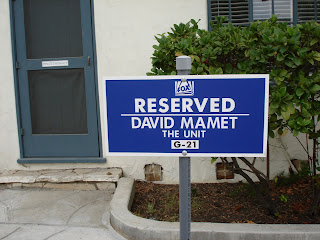 FOX
RESERVED
DAVID MAMET
THE UNIT
G-21